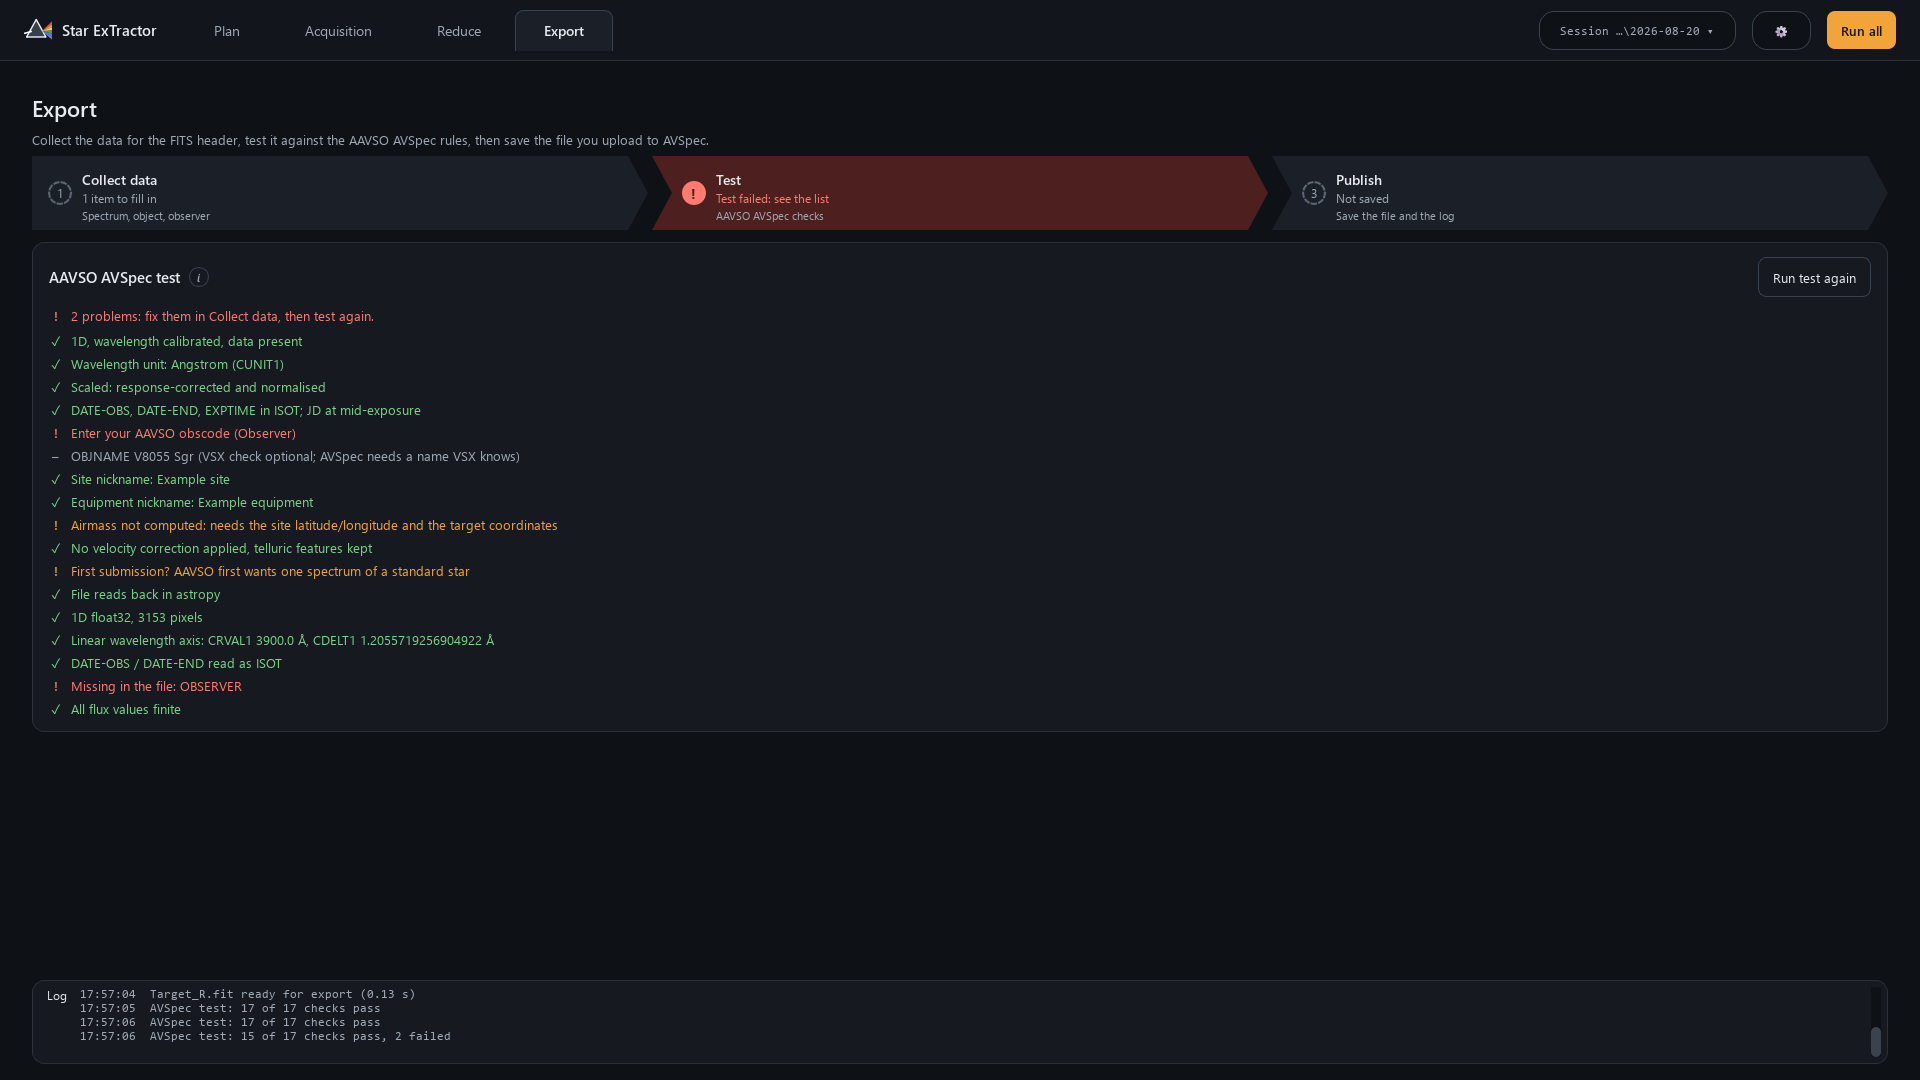 Star ExTractor
Plan
Acquisition
Reduce
Export
Session …\2026-08-20 ▾
Run all
Export
Collect the data for the FITS header, test it against the AAVSO AVSpec rules, then save the file you upload to AVSpec.
1
Collect data
1 item to fill in
Spectrum, object, observer
!
Test
Test failed: see the list
AAVSO AVSpec checks
3
Publish
Not saved
Save the file and the log
AAVSO AVSpec test i
Run test again
! 2 problems: fix them in Collect data, then test again.
✓ 1D, wavelength calibrated, data present
✓ Wavelength unit: Angstrom (CUNIT1)
✓ Scaled: response-corrected and normalised
✓ DATE-OBS, DATE-END, EXPTIME in ISOT; JD at mid-exposure
! Enter your AAVSO obscode (Observer)
– OBJNAME V8055 Sgr (VSX check optional; AVSpec needs a name VSX knows)
✓ Site nickname: Example site
✓ Equipment nickname: Example equipment
! Airmass not computed: needs the site latitude/longitude and the target coordinates
✓ No velocity correction applied, telluric features kept
! First submission? AAVSO first wants one spectrum of a standard star
✓ File reads back in astropy
✓ 1D float32, 3153 pixels
✓ Linear wavelength axis: CRVAL1 3900.0 Å, CDELT1 1.2055719256904922 Å
✓ DATE-OBS / DATE-END read as ISOT
! Missing in the file: OBSERVER
✓ All flux values finite
Log
17:57:04 Target_R.fit ready for export (0.13 s)
17:57:05 AVSpec test: 17 of 17 checks pass
17:57:06 AVSpec test: 17 of 17 checks pass
17:57:06 AVSpec test: 15 of 17 checks pass, 2 failed